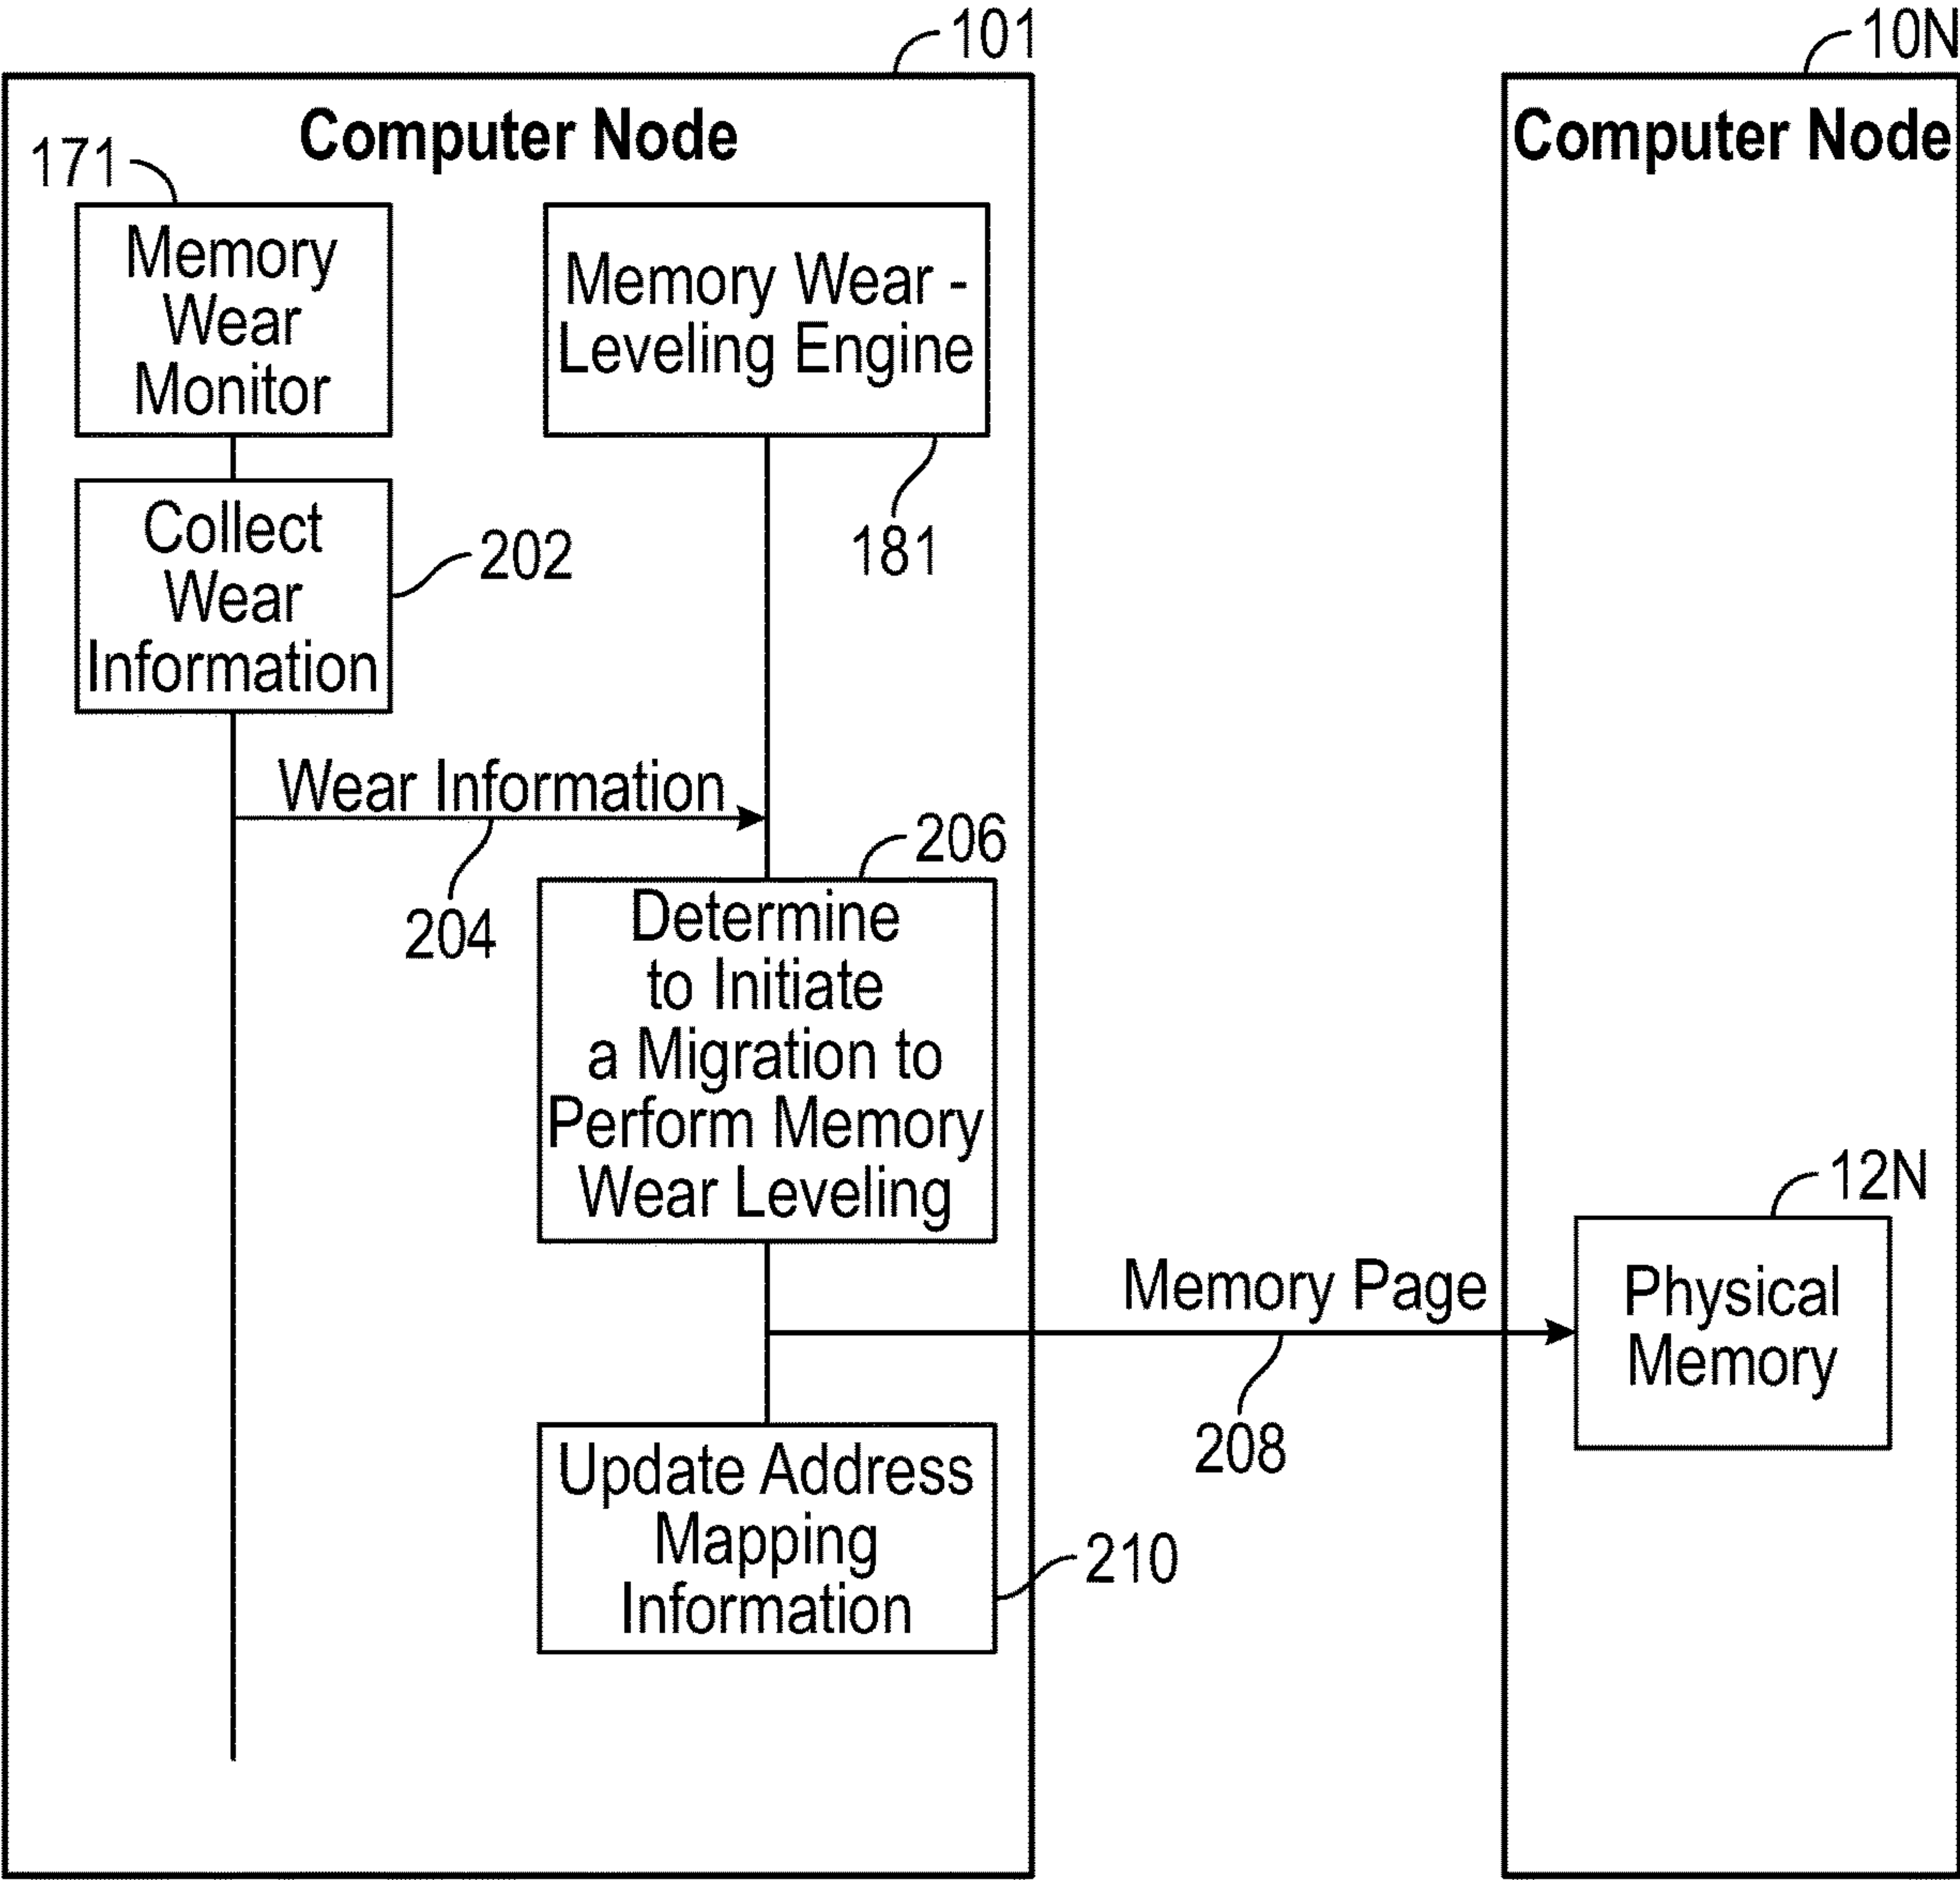 101
10N
Computer Node
Computer Node
171
Memory
Wear
Monitor
Memory Wear -
Leveling Engine
181
Collect
Wear
Information
202
Wear Information
204
206
Determine
to Initiate
a Migration to
Perform Memory
Wear Leveling
12N
Memory Page
208
Physical
Memory
Update Address
Mapping
Information
210